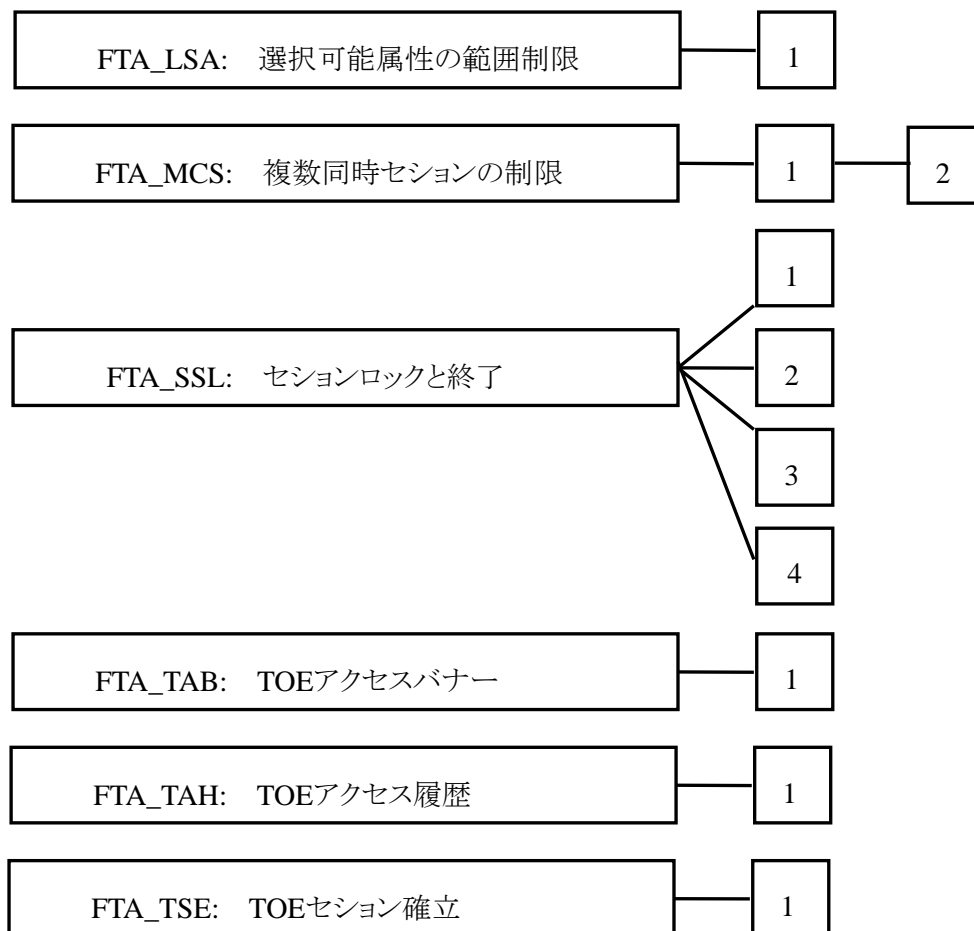 FTA_LSA: 選択可能属性の範囲制限 1
FTA_MCS: 複数同時セションの制限 1 2
1
FTA_SSL: セションロックと終了 2
3
4
FTA_TAB: TOEアクセスバナー 1
FTA_TAH: TOEアクセス履歴 1
FTA_TSE: TOEセション確立 1